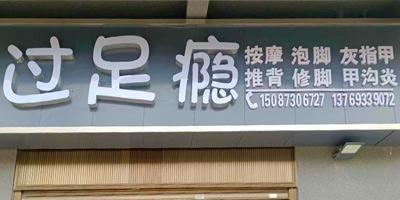 过足瘾
按摩 泡脚 灰指甲
推背 修脚 甲沟炎
15087306727 13769339072